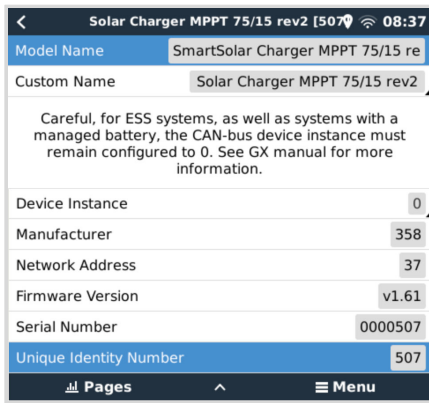 Solar Charger MPPT 75/15 rev2 [507
08:37
Model Name
SmartSolar Charger MPPT 75/15 re
Custom Name
Solar Charger MPPT 75/15 rev2
Careful, for ESS systems, as well as systems with a
managed battery, the CAN-bus device instance must
remain configured to 0. See GX manual for more
information.
Device Instance
0
Manufacturer
358
Network Address
37
Firmware Version
v1.61
Serial Number
0000507
Unique Identity Number
507
Pages
Menu